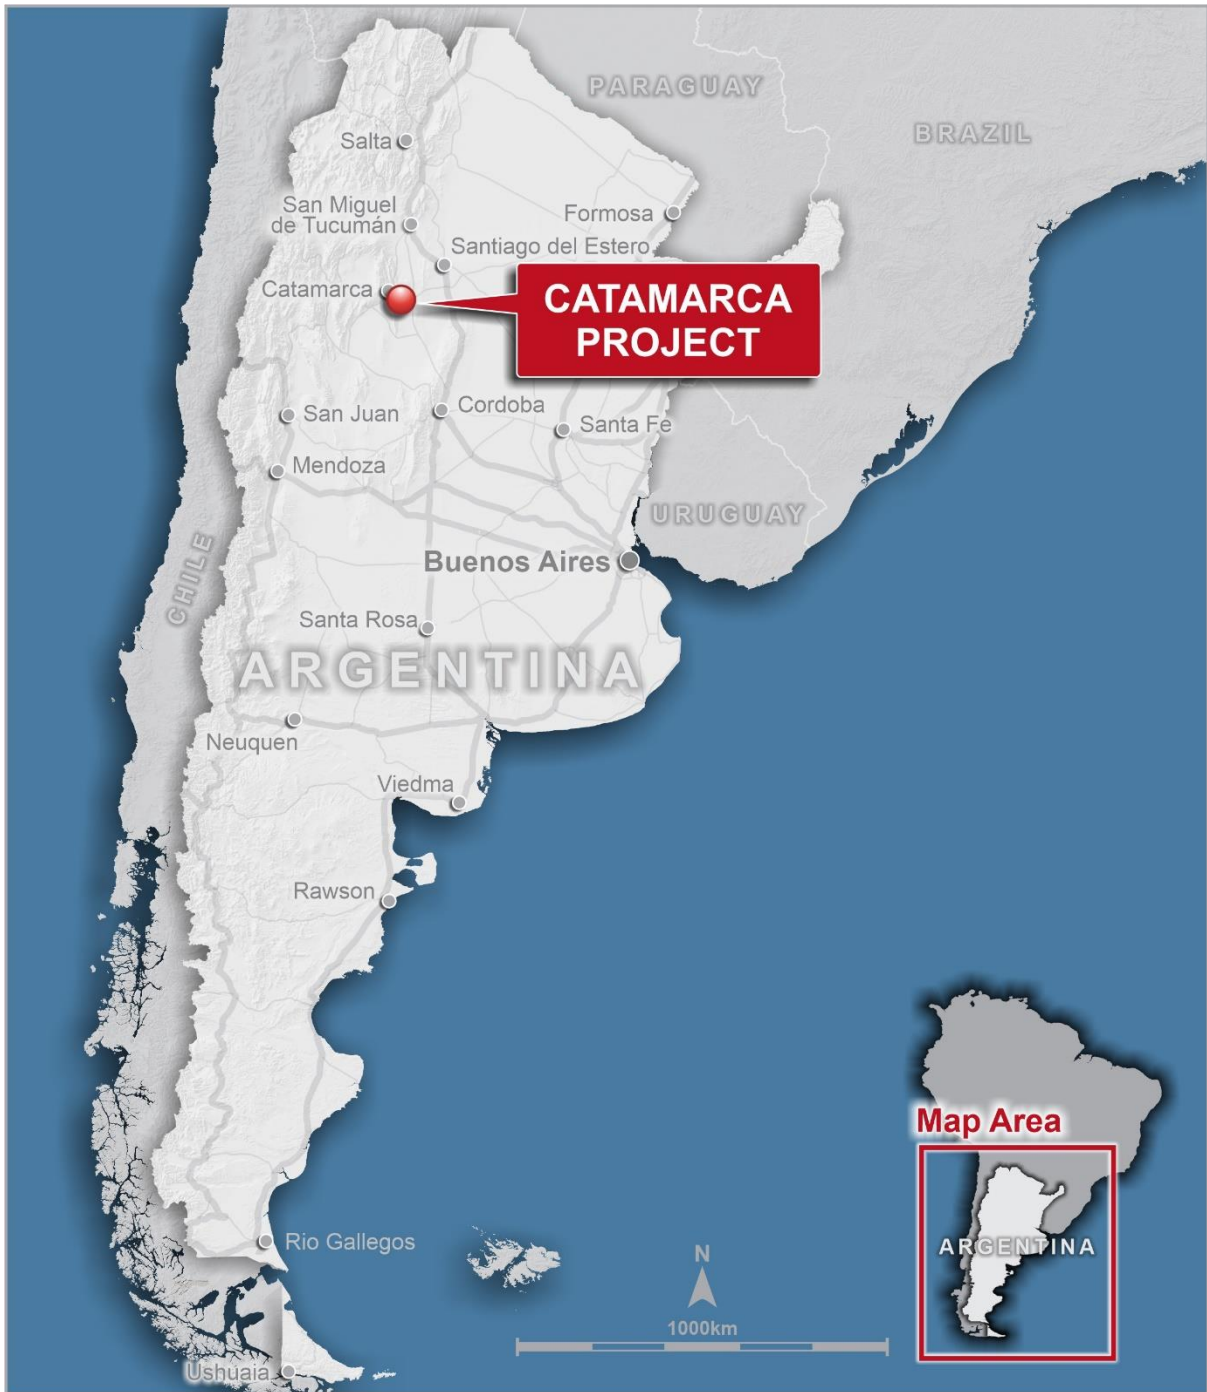 PARAGUAY
BRAZIL
Salta
San Miguel
de Tucumán
Formosa
Santiago del Estero
Catamarca
CATAMARCA
PROJECT
San Juan
Cordoba
Santa Fe
Mendoza
URUGUAY
CHILE
Buenos Aires
Santa Rosa
ARGENTINA
Neuquen
Viedma
Rawson
Map Area
ARGENTINA
Rio Gallegos
N
1000km
Ushuaia